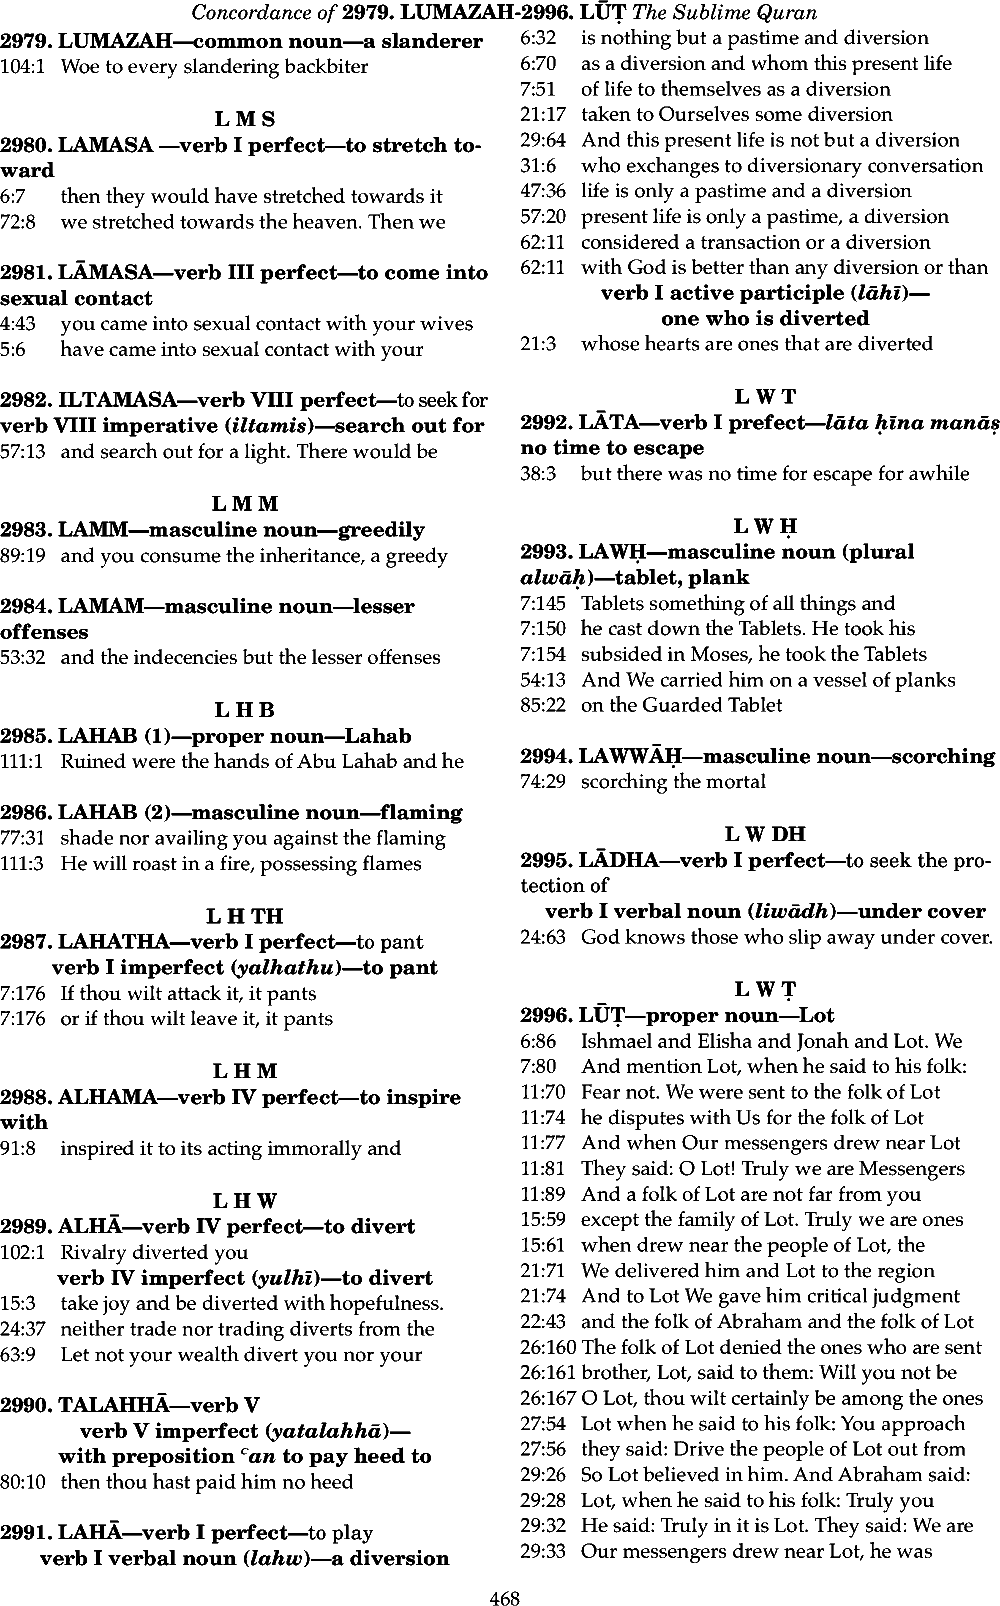 Concordance of 2979. LUMAZAH-2996. LŪṬ The Sublime Quran
2979. LUMAZAH—common noun—a slanderer
104:1 Woe to every slandering backbiter
L M S
2980. LAMASA —verb I perfect—to stretch to-
ward
6:7 then they would have stretched towards it
72:8 we stretched towards the heaven. Then we
2981. LĀMASA—verb III perfect—to come into
sexual contact
4:43 you came into sexual contact with your wives
5:6 have came into sexual contact with your
2982. ILTAMASA—verb VIII perfect—to seek for
verb VIII imperative (iltamis)—search out for
57:13 and search out for a light. There would be
L M M
2983. LAMM—masculine noun—greedily
89:19 and you consume the inheritance, a greedy
2984. LAMAM—masculine noun—lesser
offenses
53:32 and the indecencies but the lesser offenses
L H B
2985. LAHAB (1)—proper noun—Lahab
111:1 Ruined were the hands of Abu Lahab and he
2986. LAHAB (2)—masculine noun—flaming
77:31 shade nor availing you against the flaming
111:3 He will roast in a fire, possessing flames
L H TH
2987. LAHATHA—verb I perfect—to pant
verb I imperfect (yalhathu)—to pant
7:176 If thou wilt attack it, it pants
7:176 or if thou wilt leave it, it pants
L H M
2988. ALHAMA—verb IV perfect—to inspire
with
91:8 inspired it to its acting immorally and
L H W
2989. ALHĀ—verb IV perfect—to divert
102:1 Rivalry diverted you
verb IV imperfect (yulhī)—to divert
15:3 take joy and be diverted with hopefulness.
24:37 neither trade nor trading diverts from the
63:9 Let not your wealth divert you nor your
2990. TALAHHĀ—verb V
verb V imperfect (yatalahhā)—
with preposition ᶜan to pay heed to
80:10 then thou hast paid him no heed
2991. LAHĀ—verb I perfect—to play
verb I verbal noun (lahw)—a diversion
6:32 is nothing but a pastime and diversion
6:70 as a diversion and whom this present life
7:51 of life to themselves as a diversion
21:17 taken to Ourselves some diversion
29:64 And this present life is not but a diversion
31:6 who exchanges to diversionary conversation
47:36 life is only a pastime and a diversion
57:20 present life is only a pastime, a diversion
62:11 considered a transaction or a diversion
62:11 with God is better than any diversion or than
verb I active participle (lāhī)—
one who is diverted
21:3 whose hearts are ones that are diverted
L W T
2992. LĀTA—verb I prefect—lāta ḥīna manāṣ
no time to escape
38:3 but there was no time for escape for awhile
L W Ḥ
2993. LAWḤ—masculine noun (plural
alwāḥ)—tablet, plank
7:145 Tablets something of all things and
7:150 he cast down the Tablets. He took his
7:154 subsided in Moses, he took the Tablets
54:13 And We carried him on a vessel of planks
85:22 on the Guarded Tablet
2994. LAWWĀḤ—masculine noun—scorching
74:29 scorching the mortal
L W DH
2995. LĀDHA—verb I perfect—to seek the pro-
tection of
verb I verbal noun (liwādh)—under cover
24:63 God knows those who slip away under cover.
L W Ṭ
2996. LŪṬ—proper noun—Lot
6:86 Ishmael and Elisha and Jonah and Lot. We
7:80 And mention Lot, when he said to his folk:
11:70 Fear not. We were sent to the folk of Lot
11:74 he disputes with Us for the folk of Lot
11:77 And when Our messengers drew near Lot
11:81 They said: O Lot! Truly we are Messengers
11:89 And a folk of Lot are not far from you
15:59 except the family of Lot. Truly we are ones
15:61 when drew near the people of Lot, the
21:71 We delivered him and Lot to the region
21:74 And to Lot We gave him critical judgment
22:43 and the folk of Abraham and the folk of Lot
26:160 The folk of Lot denied the ones who are sent
26:161 brother, Lot, said to them: Will you not be
26:167 O Lot, thou wilt certainly be among the ones
27:54 Lot when he said to his folk: You approach
27:56 they said: Drive the people of Lot out from
29:26 So Lot believed in him. And Abraham said:
29:28 Lot, when he said to his folk: Truly you
29:32 He said: Truly in it is Lot. They said: We are
29:33 Our messengers drew near Lot, he was
468